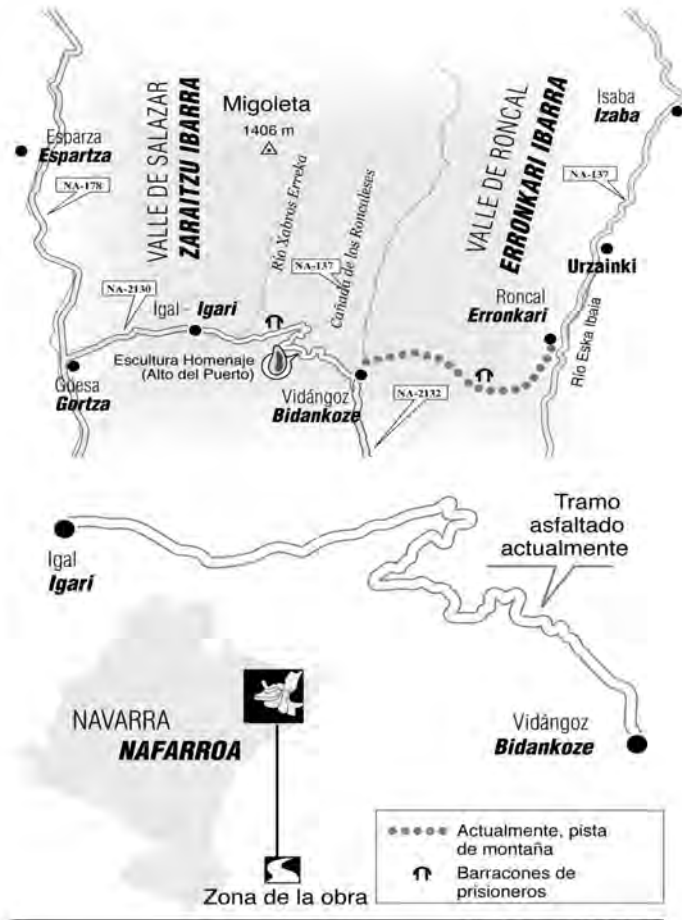 Esparza
Espartza
NA-178
VALLE DE SALAZAR
ZARAITZU IBARRA
Migoleta
1406 m
Río Xabros Erreka
NA-137
Cañada de los Roncaleses
VALLE DE RONCAL
ERRONKARI IBARRA
Isaba
Izaba
NA-137
Urzainki
Roncal
Erronkari
Río Eska Ibaia
NA-2130
Igal - Igari
Escultura Homenaje
(Alto del Puerto)
Güesa
Gortza
Vidángoz
Bidankoze
NA-2132
Tramo
asfaltado
actualmente
Igal
Igari
NAVARRA
NAFARROA
Vidángoz
Bidankoze
Zona de la obra
Actualmente, pista
de montaña
Barracones de
prisioneros